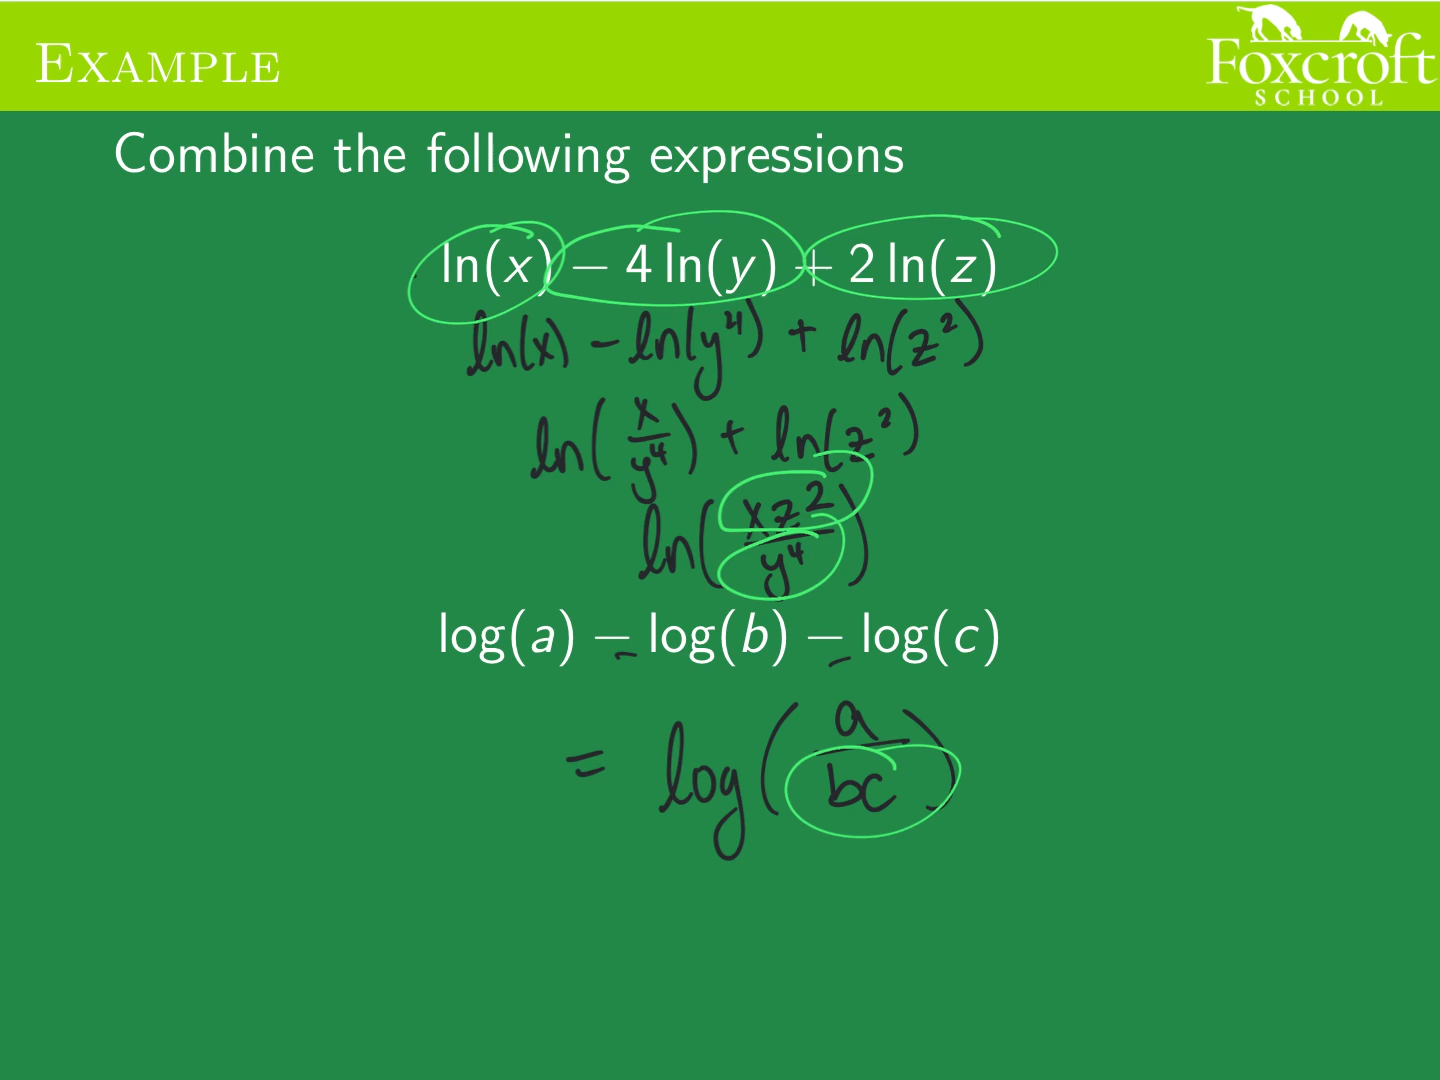 EXAMPLE
Foxcroft
SCHOOL
Combine the following expressions
ln(x) − 4 ln(y) + 2 ln(z)
ln(x) − ln(y⁴) + ln(z²)
ln(x/y⁴) + ln(z²)
ln(xz²/y⁴)
log(a) − log(b) − log(c)
= log(a/bc)